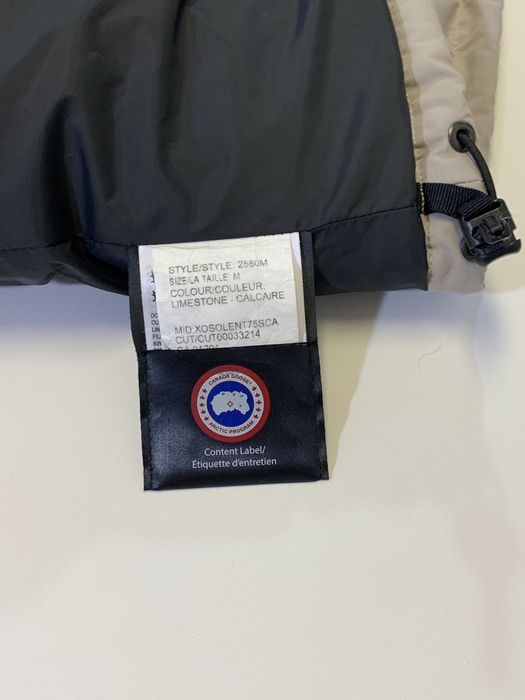 STYLE/STYLE: 2580M
SIZE/LA TAILLE: M
COLOUR/COULEUR:
LIMESTONE - CALCAIRE
MID:XOSOLENT75SCA
CUT/CUT00033214
CANADA GOOSE
ARCTIC PROGRAM
Content Label/
Étiquette d'entretien